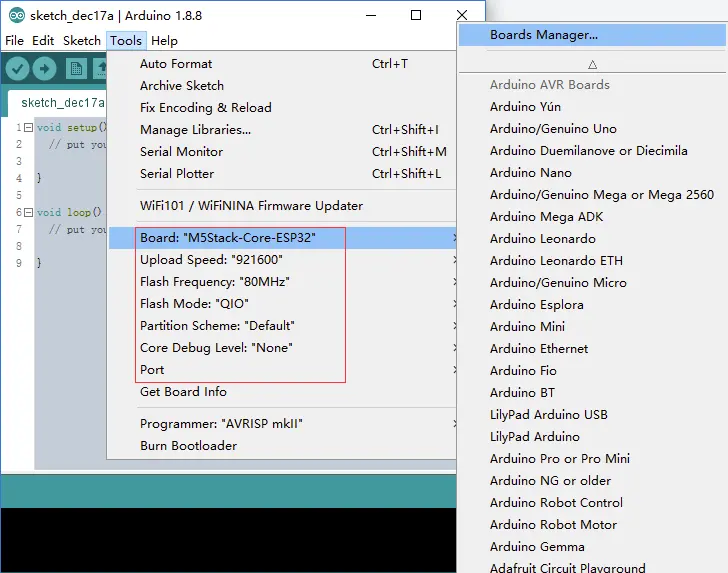 sketch_dec17a | Arduino 1.8.8
File Edit Sketch Tools Help
sketch_dec17a
1 void setup()
2 // put you
3
4 }
5
6 void loop()
7 // put you
8
9 }
Auto Format Ctrl+T
Archive Sketch
Fix Encoding & Reload
Manage Libraries... Ctrl+Shift+I
Serial Monitor Ctrl+Shift+M
Serial Plotter Ctrl+Shift+L
WiFi101 / WiFiNINA Firmware Updater
Board: "M5Stack-Core-ESP32"
Upload Speed: "921600"
Flash Frequency: "80MHz"
Flash Mode: "QIO"
Partition Scheme: "Default"
Core Debug Level: "None"
Port
Get Board Info
Programmer: "AVRISP mkII"
Burn Bootloader
Boards Manager...
Arduino AVR Boards
Arduino Yún
Arduino/Genuino Uno
Arduino Duemilanove or Diecimila
Arduino Nano
Arduino/Genuino Mega or Mega 2560
Arduino Mega ADK
Arduino Leonardo
Arduino Leonardo ETH
Arduino/Genuino Micro
Arduino Esplora
Arduino Mini
Arduino Ethernet
Arduino Fio
Arduino BT
LilyPad Arduino USB
LilyPad Arduino
Arduino Pro or Pro Mini
Arduino NG or older
Arduino Robot Control
Arduino Robot Motor
Arduino Gemma
Adafruit Circuit Playground